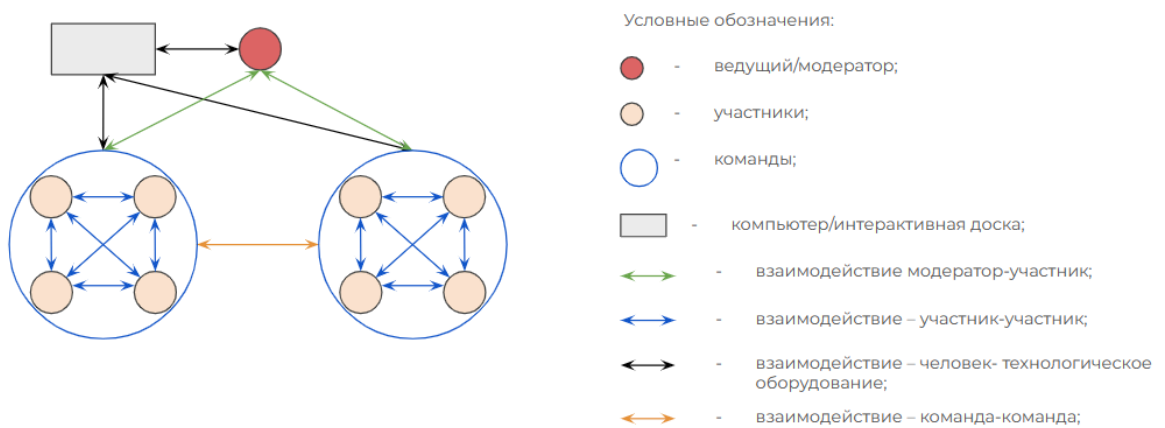 Условные обозначения:
- ведущий/модератор;
- участники;
- команды;
- компьютер/интерактивная доска;
- взаимодействие модератор-участник;
- взаимодействие – участник-участник;
- взаимодействие – человек- технологическое
оборудование;
- взаимодействие – команда-команда;